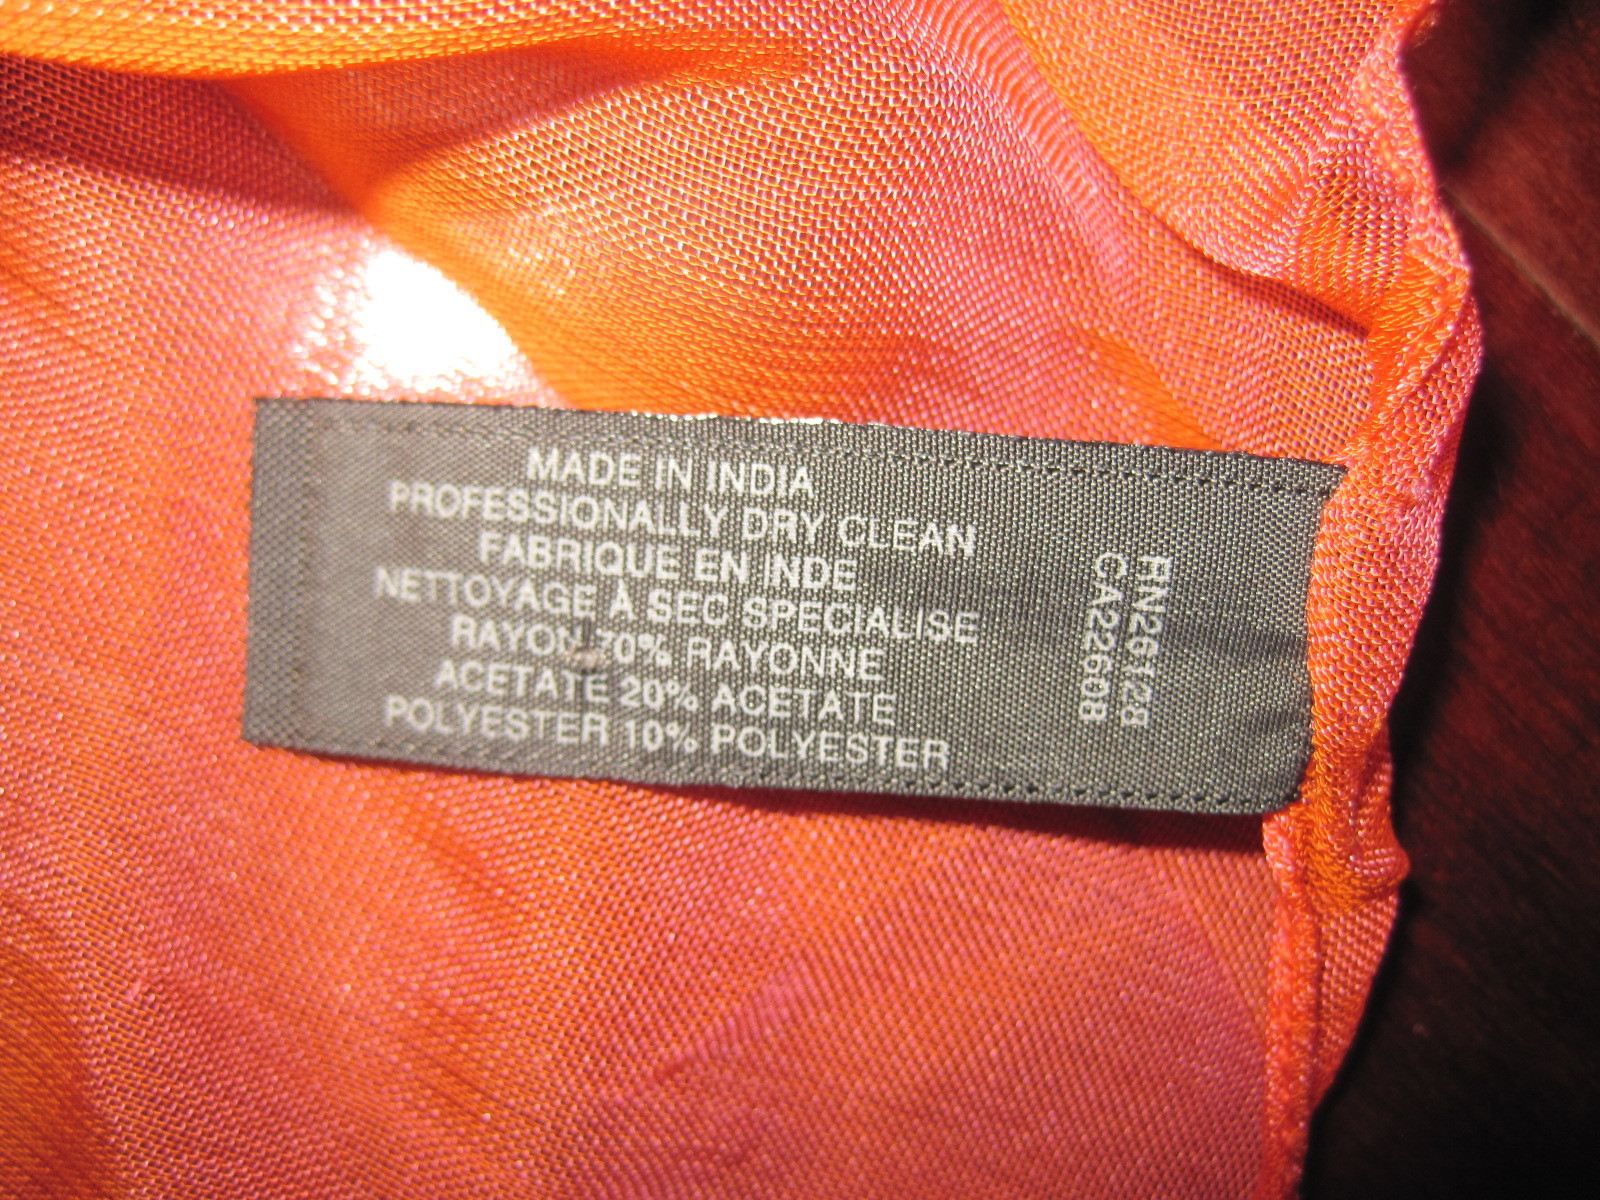 MADE IN INDIA
PROFESSIONALLY DRY CLEAN
FABRIQUE EN INDE
NETTOYAGE À SEC SPECIALISE
RAYON 70% RAYONNE
ACETATE 20% ACETATE
POLYESTER 10% POLYESTER
RN26128
CA22608